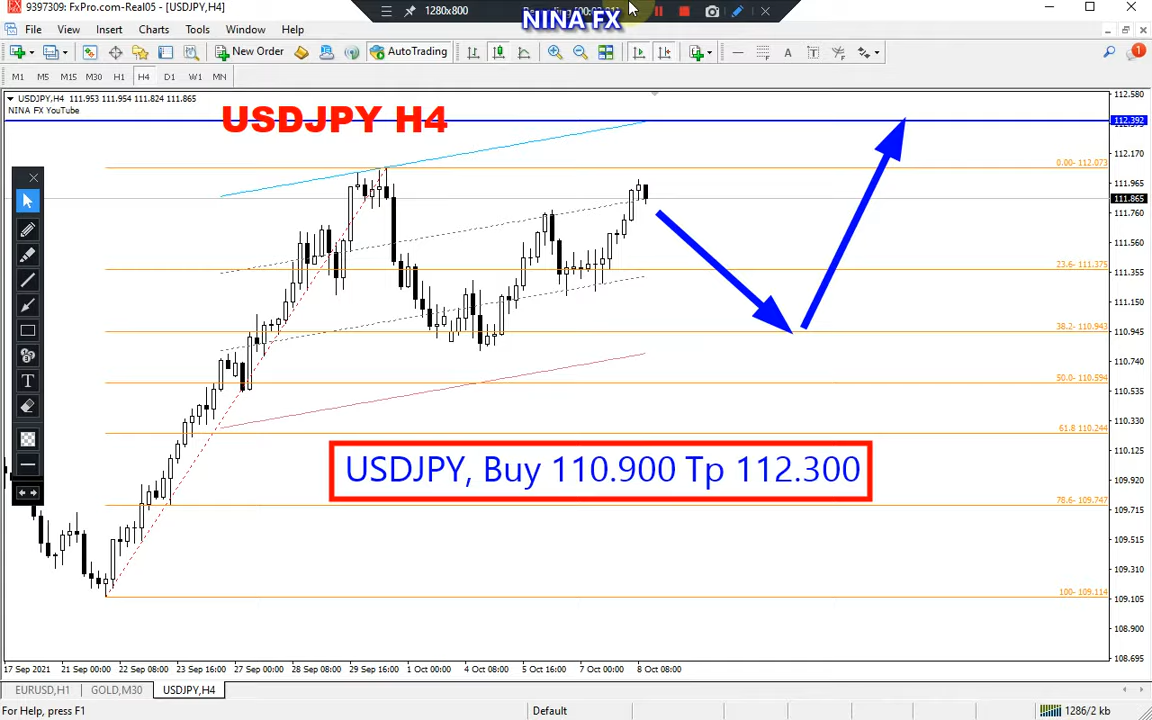 9397309: FxPro.com-Real05 - [USDJPY,H4]
1280x800
NINA FX
File View Insert Charts Tools Window Help
New Order
AutoTrading
1
M1 M5 M15 M30 H1 H4 D1 W1 MN
USDJPY,H4 111.953 111.954 111.824 111.865
NINA FX YouTube
USDJPY H4
112.580
112.392
112.170
0.00- 112.073
111.965
111.865
111.760
111.560
23.6- 111.375
111.355
111.150
38.2- 110.943
110.945
110.740
50.0- 110.594
110.535
110.330
61.8 110.244
110.120
USDJPY, Buy 110.900 Tp 112.300
109.920
78.6- 109.747
109.715
109.515
109.310
100- 109.114
109.105
108.900
108.695
17 Sep 2021 21 Sep 00:00 22 Sep 08:00 23 Sep 16:00 27 Sep 00:00 28 Sep 08:00 29 Sep 16:00 1 Oct 00:00 4 Oct 08:00 5 Oct 16:00 7 Oct 00:00 8 Oct 08:00
EURUSD,H1 GOLD,M30 USDJPY,H4
For Help, press F1
Default
1286/2 kb